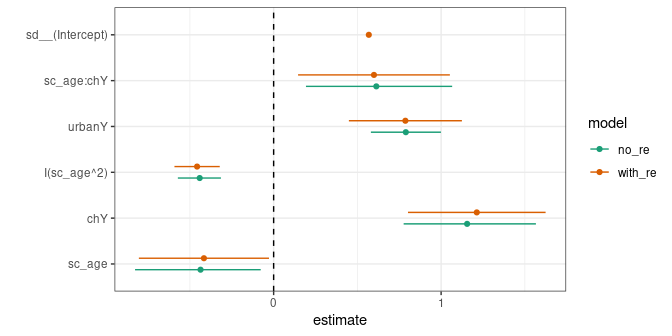 sd__(Intercept)
sc_age:chY
urbanY
I(sc_age^2)
chY
sc_age
0
1
estimate
model
no_re
with_re